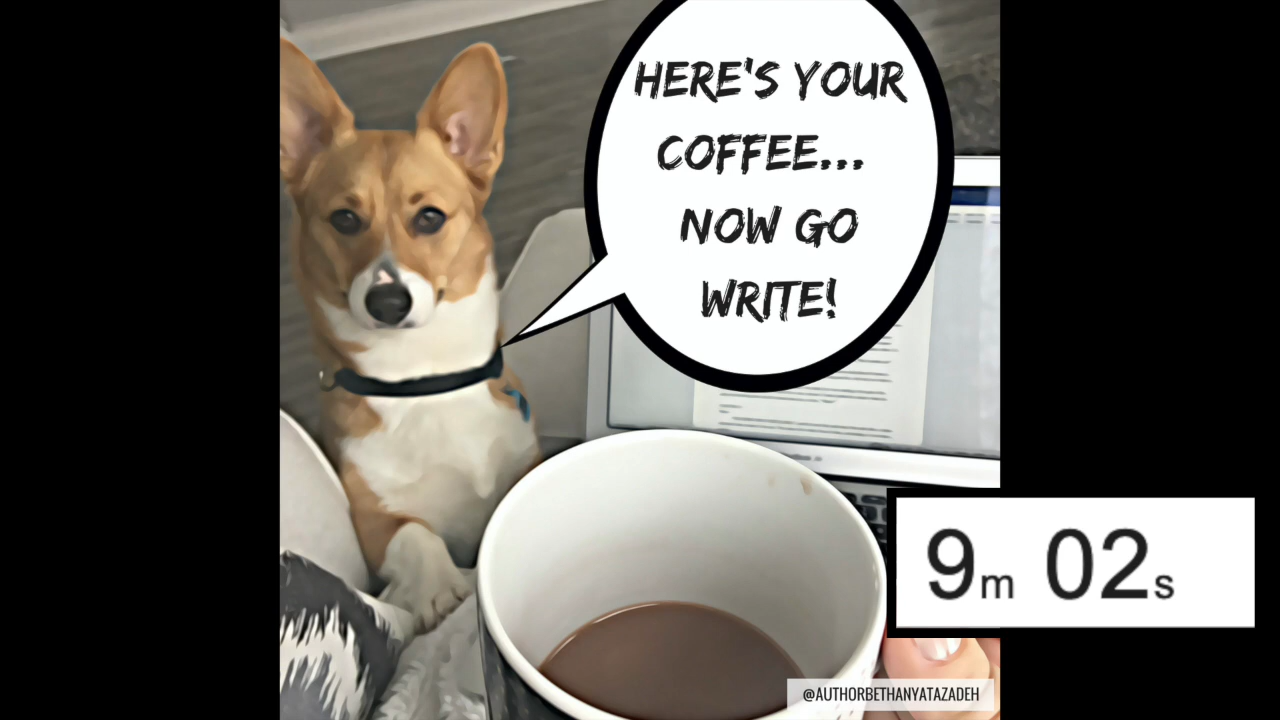 HERE'S YOUR
COFFEE...
NOW GO
WRITE!
9m 02s
@AUTHORBETHANYATAZADEH